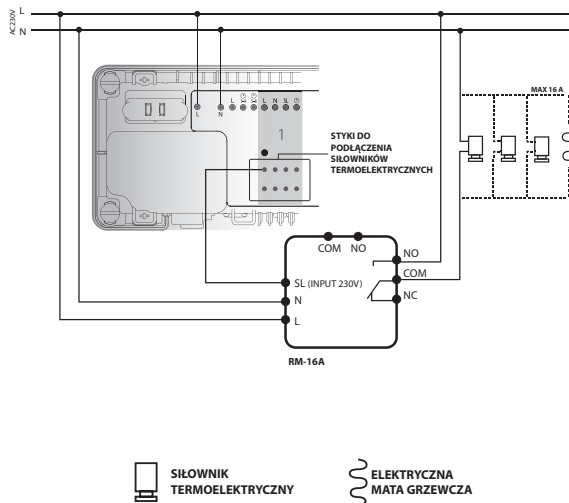 AC230V
L
N
MAX 16 A
L N L L N SL
1
STYKI DO
PODŁĄCZENIA
SIŁOWNIKÓW
TERMOELEKTRYCZNYCH
COM NO
NO
SL (INPUT 230V)
COM
N
NC
L
RM-16A
SIŁOWNIK
TERMOELEKTRYCZNY
ELEKTRYCZNA
MATA GRZEWCZA